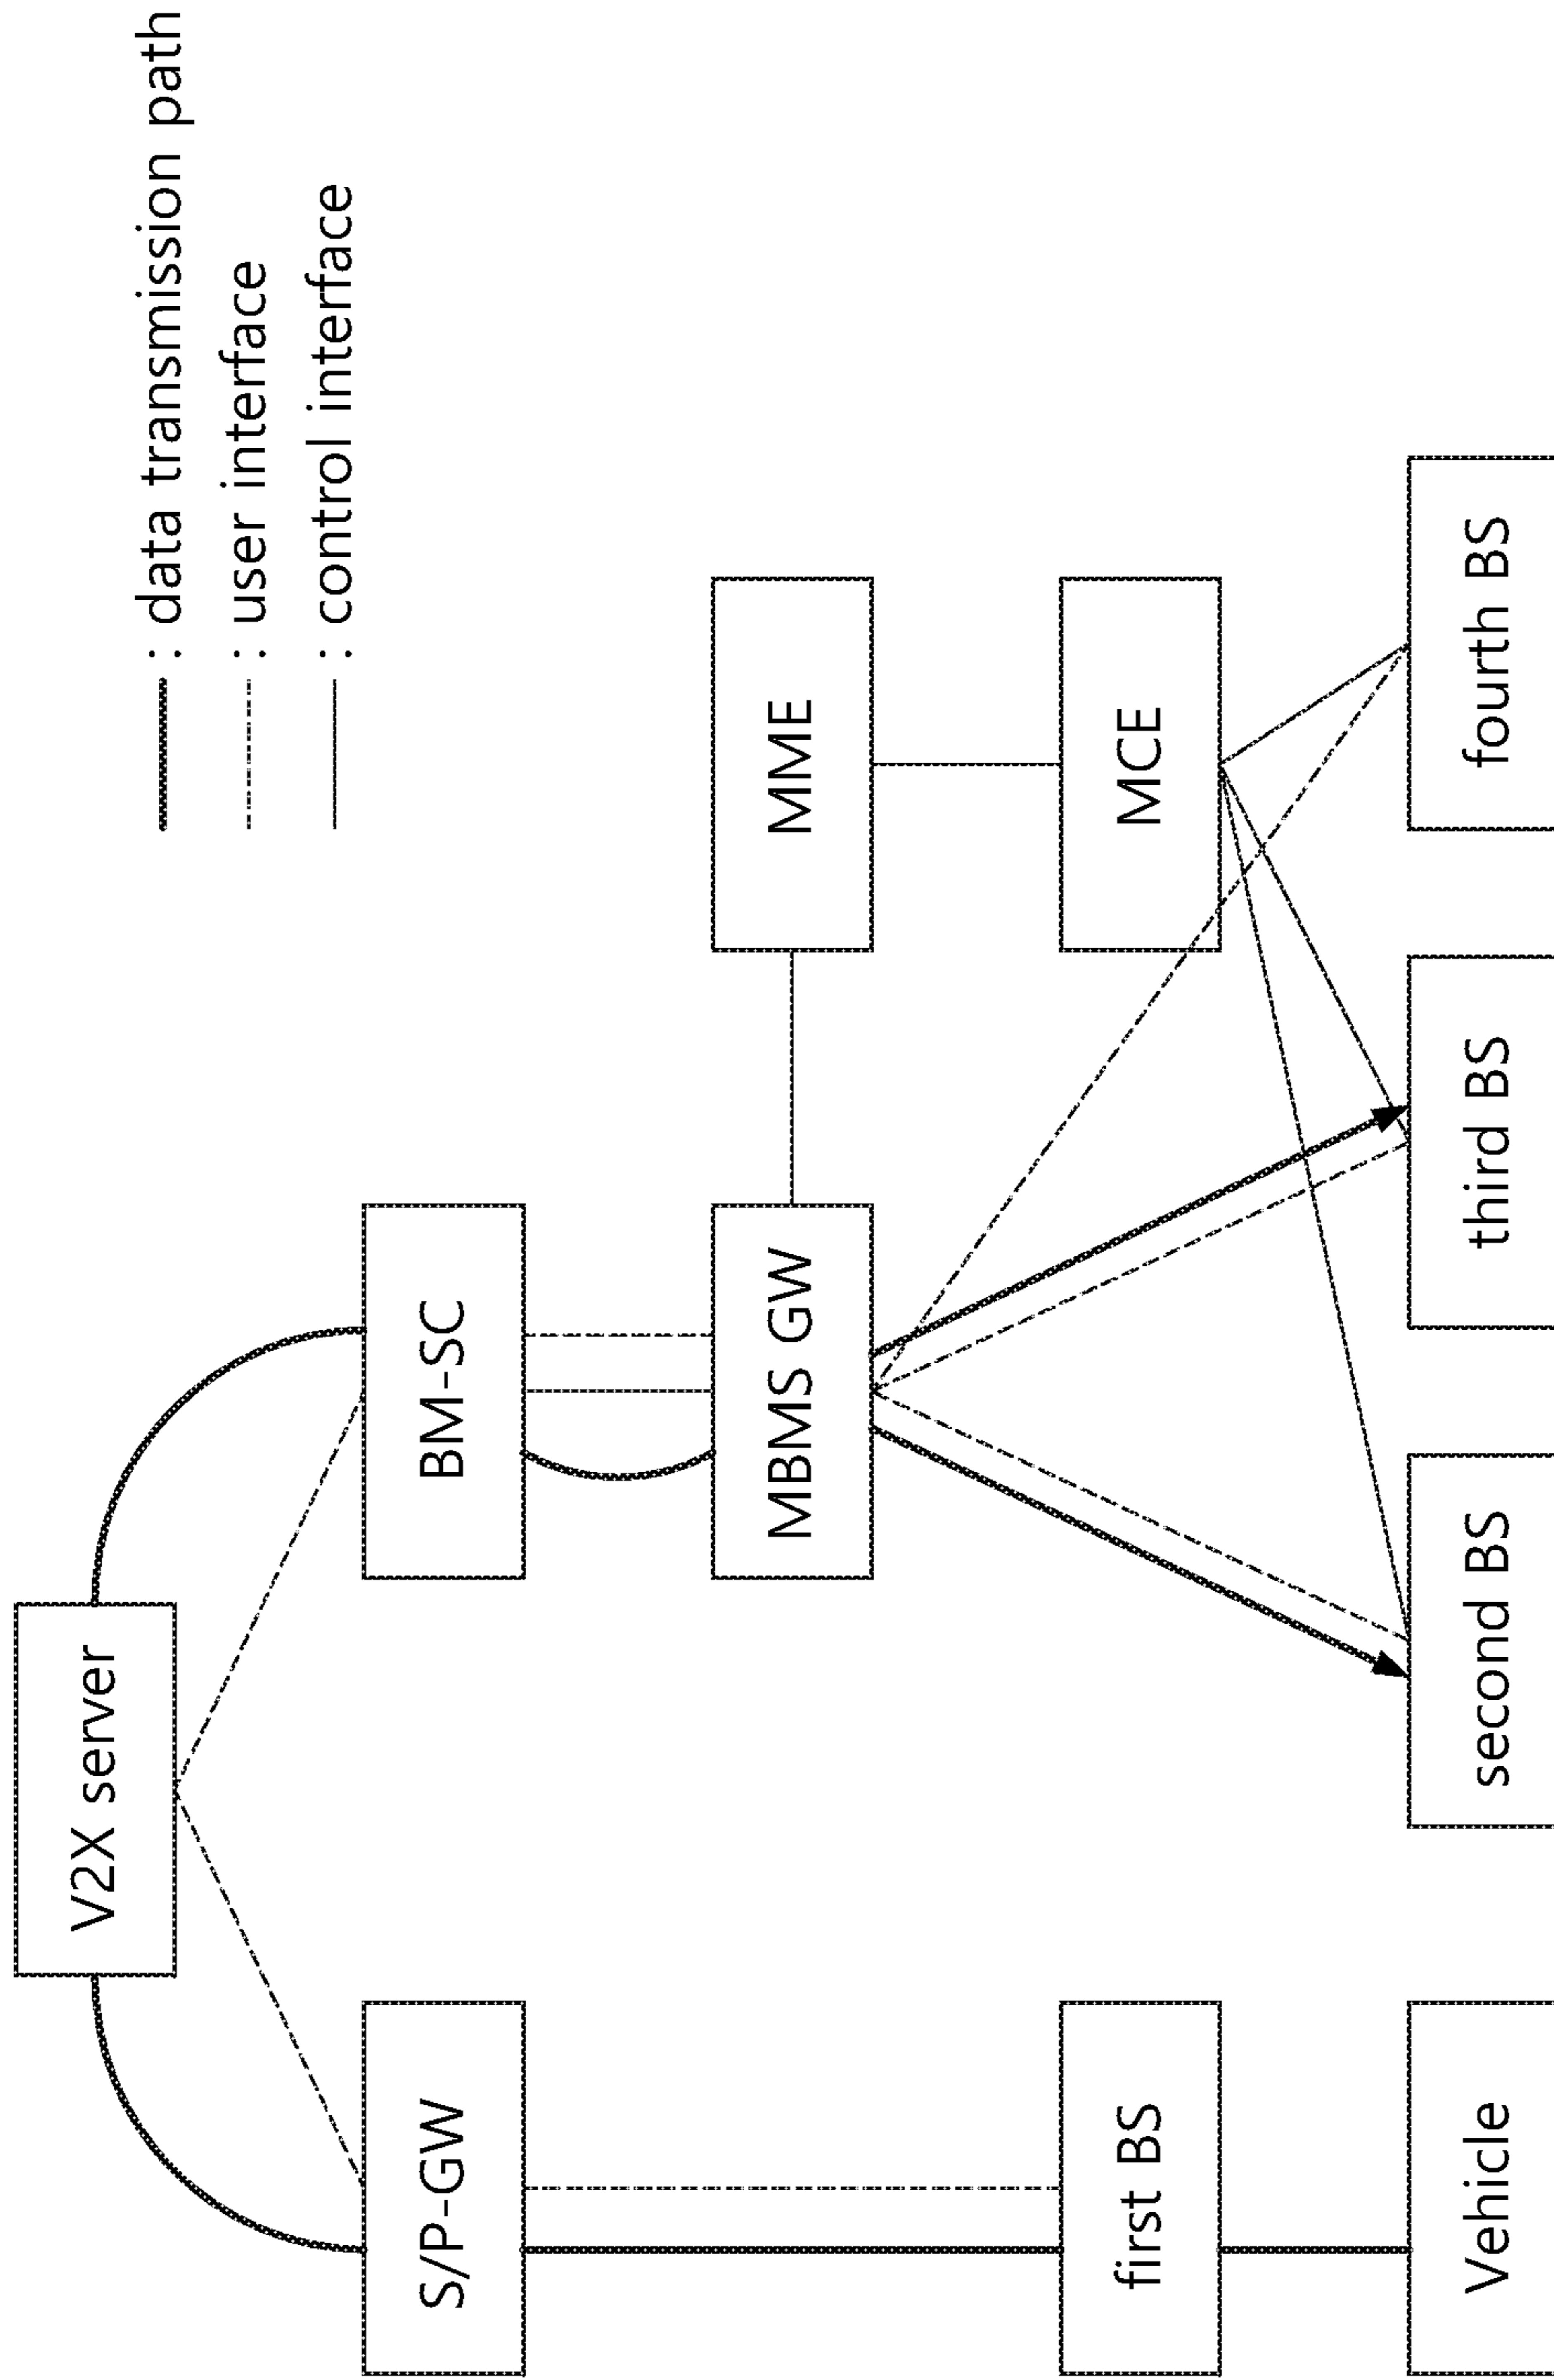 : data transmission path
: user interface
: control interface
V2X server
S/P-GW
BM-SC
MBMS GW
MME
first BS
MCE
Vehicle
second BS
third BS
fourth BS